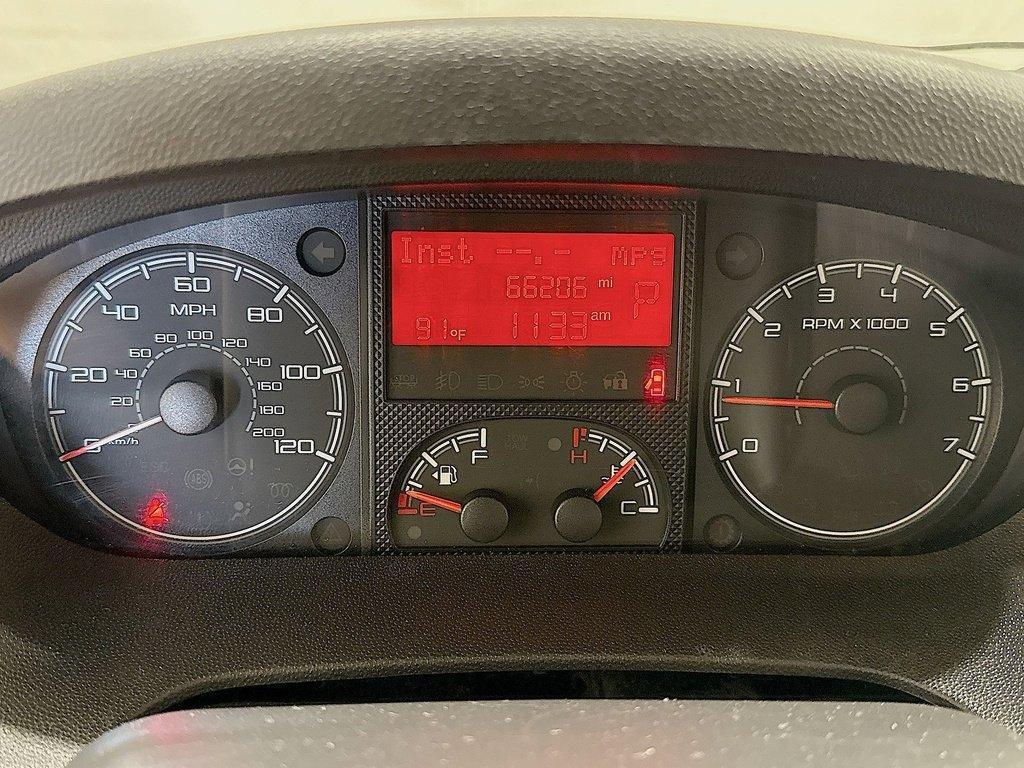 Inst --.- mpg
66206 mi
P
91°F 1133 am
0 20 40 60 80 100 120
MPH
20 40 60 80 100 120 140 160 180 200
km/h
ABS
F
E
H
C
0 1 2 3 4 5 6 7
RPM X 1000